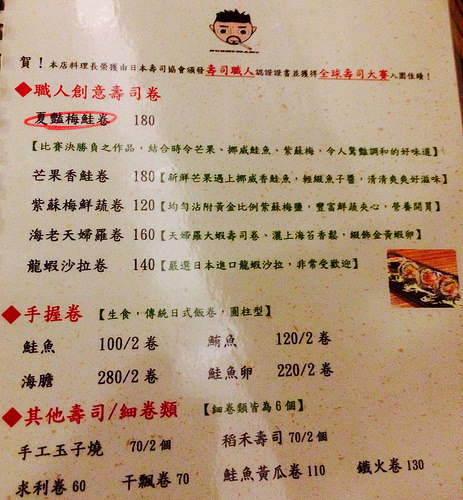 賀！本店料理長榮獲由日本壽司協會頒發壽司職人認證證書並獲得全球壽司大賽入圍佳績！
◆職人創意壽司卷
夏豔梅鮭卷 180
【比賽決勝負之作品，結合時令芒果、挪威鮭魚、紫蘇梅，令人驚豔調和的好味道】
芒果香鮭卷 180【新鮮芒果遇上挪威香鮭魚，輕綴魚子醬，清清爽爽好滋味】
紫蘇梅鮮蔬卷 120【均勻沾附黃金比例紫蘇梅鹽，豐富鮮蔬夾心，營養開胃】
海老天婦羅卷 160【天婦羅大蝦壽司卷、灑上海苔香鬆，綴飾金黃蝦卵】
龍蝦沙拉卷 140【嚴選日本進口龍蝦沙拉，非常受歡迎】
◆手握卷 【生食，傳統日式飯卷，圓柱型】
鮭魚 100/2 卷 鮪魚 120/2 卷
海膽 280/2 卷 鮭魚卵 220/2 卷
◆其他壽司/細卷類 【細卷類皆為6個】
手工玉子燒 70/2個 稻禾壽司 70/2個
求利卷 60 干瓢卷 70 鮭魚黃瓜卷 110 鐵火卷 130